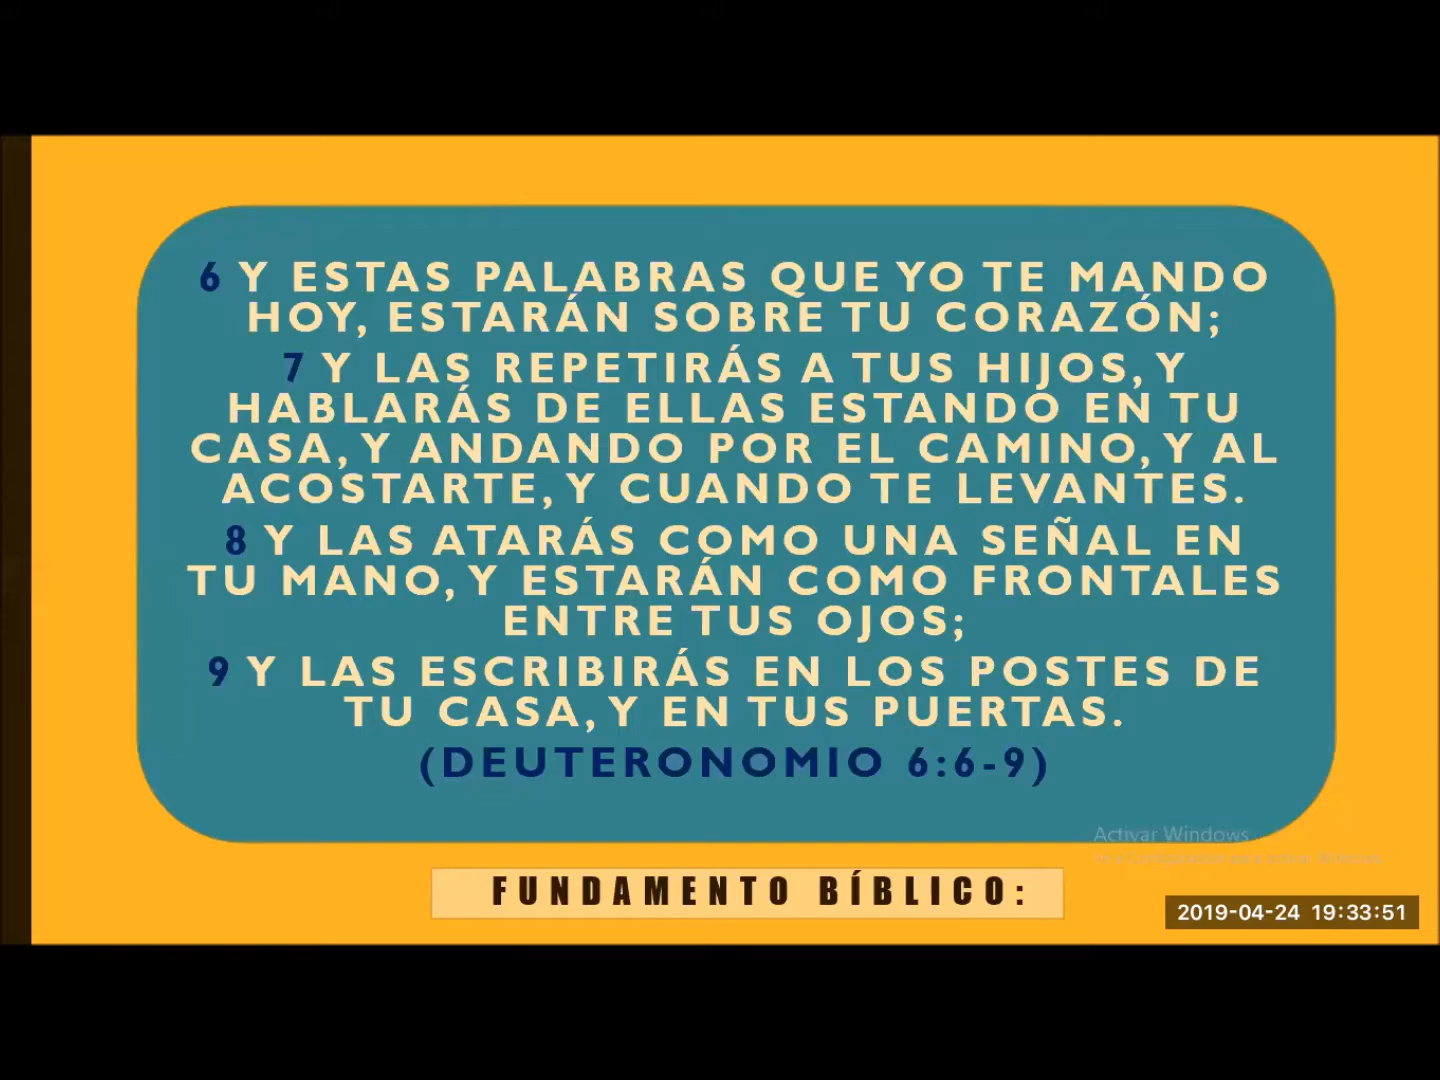 6 Y ESTAS PALABRAS QUE YO TE MANDO
HOY, ESTARÁN SOBRE TU CORAZÓN;
7 Y LAS REPETIRÁS A TUS HIJOS, Y
HABLARÁS DE ELLAS ESTANDO EN TU
CASA, Y ANDANDO POR EL CAMINO, Y AL
ACOSTARTE, Y CUANDO TE LEVANTES.
8 Y LAS ATARÁS COMO UNA SEÑAL EN
TU MANO, Y ESTARÁN COMO FRONTALES
ENTRE TUS OJOS;
9 Y LAS ESCRIBIRÁS EN LOS POSTES DE
TU CASA, Y EN TUS PUERTAS.
(DEUTERONOMIO 6:6-9)
Activar Windows
FUNDAMENTO BÍBLICO:
2019-04-24 19:33:51